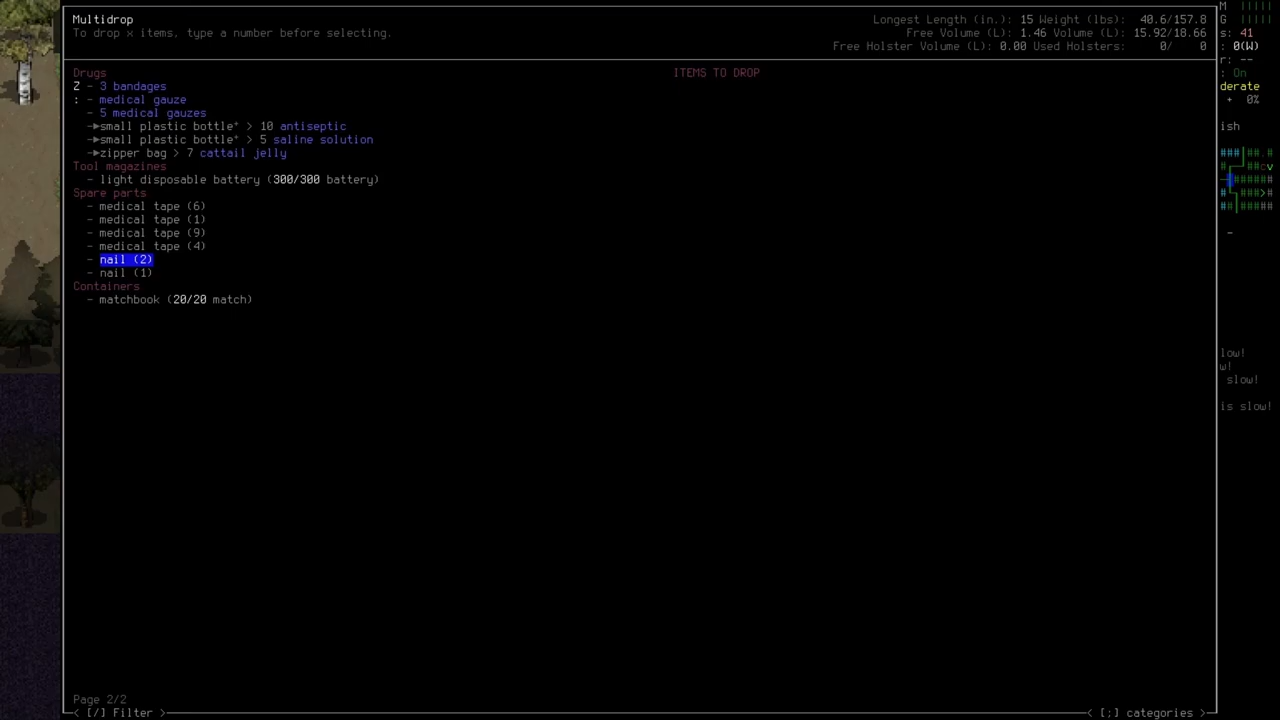 Multidrop
Longest Length (in.): 15 Weight (lbs): 40.6/157.8
To drop x items, type a number before selecting.
Free Volume (L): 1.46 Volume (L): 15.92/18.66
Free Holster Volume (L): 0.00 Used Holsters: 0/ 0
Drugs
ITEMS TO DROP
Z - 3 bandages
: - medical gauze
- 5 medical gauzes
-►small plastic bottle⁺ > 10 antiseptic
-►small plastic bottle⁺ > 5 saline solution
-►zipper bag > 7 cattail jelly
Tool magazines
- light disposable battery (300/300 battery)
Spare parts
- medical tape (6)
- medical tape (1)
- medical tape (9)
- medical tape (4)
- nail (2)
- nail (1)
Containers
- matchbook (20/20 match)
Page 2/2
< [/] Filter >
< [;] categories >
M |||||
G |||||
s: 41
: 0(W)
r: --
: On
derate
+ 0%
ish
low!
w!
slow!
is slow!